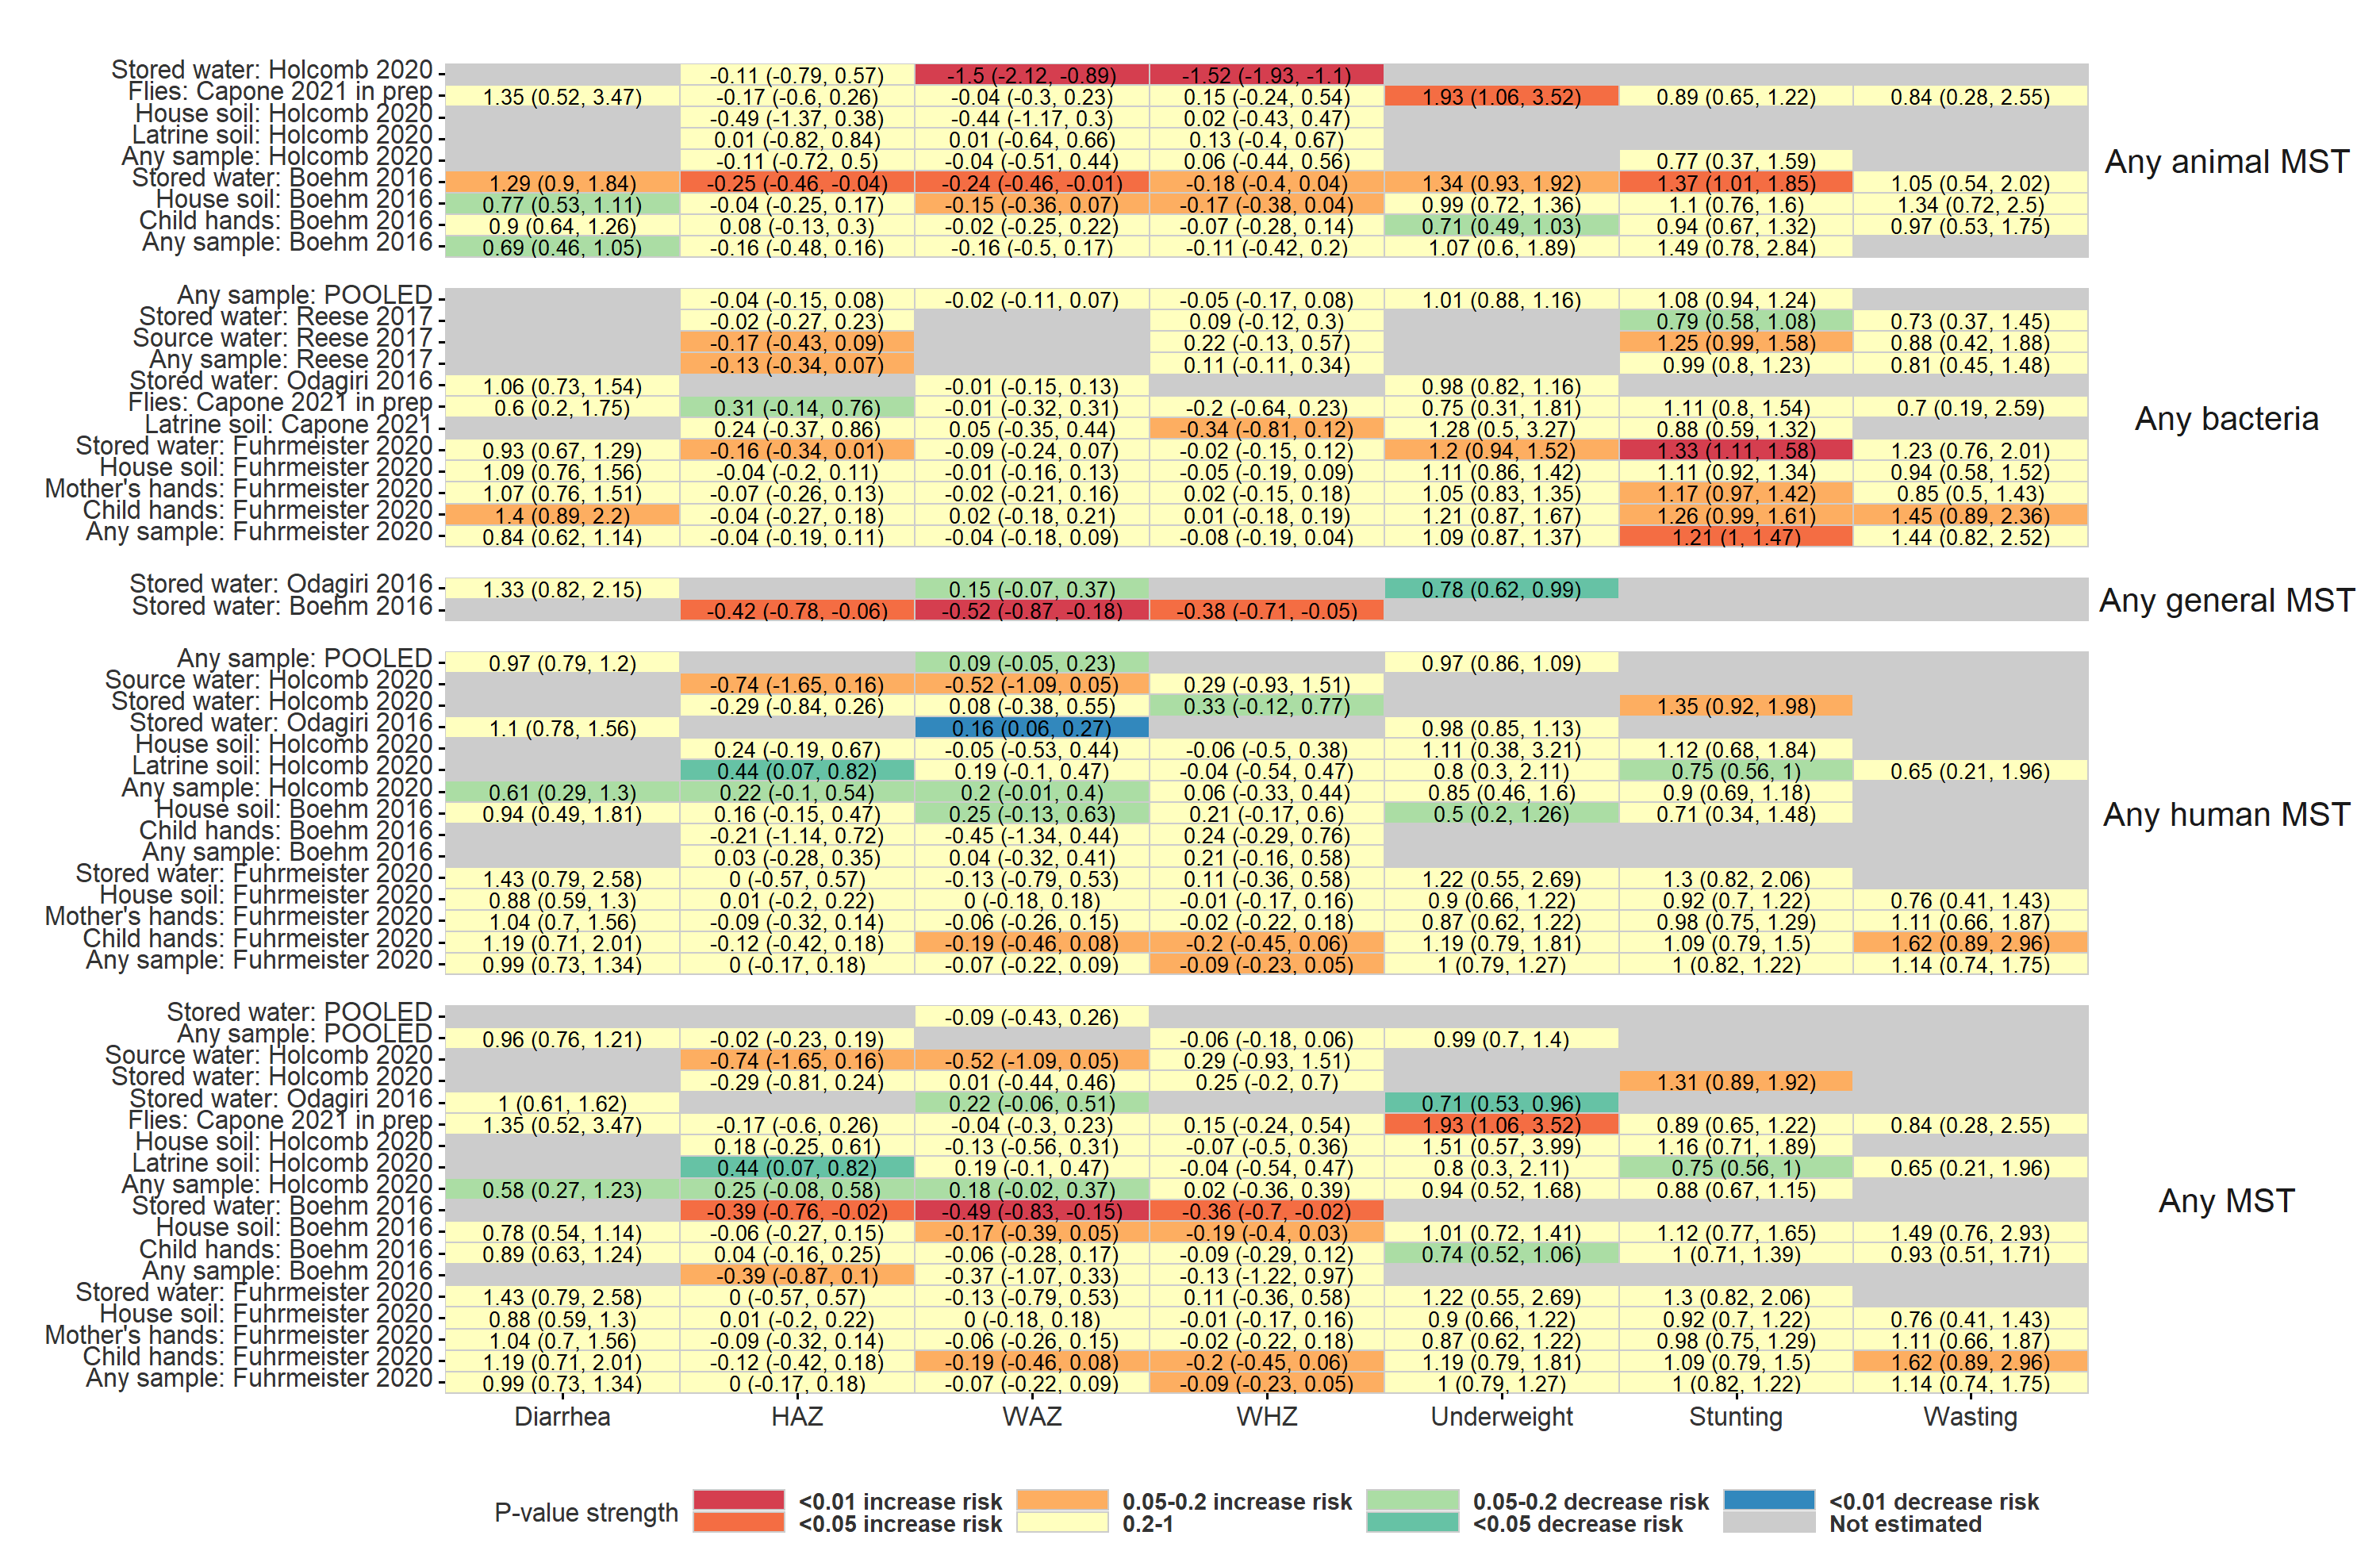 Stored water: Holcomb 2020 -0.11 (-0.79, 0.57) -1.5 (-2.12, -0.89) -1.52 (-1.93, -1.1)
Flies: Capone 2021 in prep 1.35 (0.52, 3.47) -0.17 (-0.6, 0.26) -0.04 (-0.3, 0.23) 0.15 (-0.24, 0.54) 1.93 (1.06, 3.52) 0.89 (0.65, 1.22) 0.84 (0.28, 2.55)
House soil: Holcomb 2020 -0.49 (-1.37, 0.38) -0.44 (-1.17, 0.3) 0.02 (-0.43, 0.47)
Latrine soil: Holcomb 2020 0.01 (-0.82, 0.84) 0.01 (-0.64, 0.66) 0.13 (-0.4, 0.67)
Any sample: Holcomb 2020 -0.11 (-0.72, 0.5) -0.04 (-0.51, 0.44) 0.06 (-0.44, 0.56) 0.77 (0.37, 1.59)
Any animal MST
Stored water: Boehm 2016 1.29 (0.9, 1.84) -0.25 (-0.46, -0.04) -0.24 (-0.46, -0.01) -0.18 (-0.4, 0.04) 1.34 (0.93, 1.92) 1.37 (1.01, 1.85) 1.05 (0.54, 2.02)
House soil: Boehm 2016 0.77 (0.53, 1.11) -0.04 (-0.25, 0.17) -0.15 (-0.36, 0.07) -0.17 (-0.38, 0.04) 0.99 (0.72, 1.36) 1.1 (0.76, 1.6) 1.34 (0.72, 2.5)
Child hands: Boehm 2016 0.9 (0.64, 1.26) 0.08 (-0.13, 0.3) -0.02 (-0.25, 0.22) -0.07 (-0.28, 0.14) 0.71 (0.49, 1.03) 0.94 (0.67, 1.32) 0.97 (0.53, 1.75)
Any sample: Boehm 2016 0.69 (0.46, 1.05) -0.16 (-0.48, 0.16) -0.16 (-0.5, 0.17) -0.11 (-0.42, 0.2) 1.07 (0.6, 1.89) 1.49 (0.78, 2.84)
Any sample: POOLED -0.04 (-0.15, 0.08) -0.02 (-0.11, 0.07) -0.05 (-0.17, 0.08) 1.01 (0.88, 1.16) 1.08 (0.94, 1.24)
Stored water: Reese 2017 -0.02 (-0.27, 0.23) 0.09 (-0.12, 0.3) 0.79 (0.58, 1.08) 0.73 (0.37, 1.45)
Source water: Reese 2017 -0.17 (-0.43, 0.09) 0.22 (-0.13, 0.57) 1.25 (0.99, 1.58) 0.88 (0.42, 1.88)
Any sample: Reese 2017 -0.13 (-0.34, 0.07) 0.11 (-0.11, 0.34) 0.99 (0.8, 1.23) 0.81 (0.45, 1.48)
Stored water: Odagiri 2016 1.06 (0.73, 1.54) -0.01 (-0.15, 0.13) 0.98 (0.82, 1.16)
Flies: Capone 2021 in prep 0.6 (0.2, 1.75) 0.31 (-0.14, 0.76) -0.01 (-0.32, 0.31) -0.2 (-0.64, 0.23) 0.75 (0.31, 1.81) 1.11 (0.8, 1.54) 0.7 (0.19, 2.59)
Any bacteria
Latrine soil: Capone 2021 0.24 (-0.37, 0.86) 0.05 (-0.35, 0.44) -0.34 (-0.81, 0.12) 1.28 (0.5, 3.27) 0.88 (0.59, 1.32)
Stored water: Fuhrmeister 2020 0.93 (0.67, 1.29) -0.16 (-0.34, 0.01) -0.09 (-0.24, 0.07) -0.02 (-0.15, 0.12) 1.2 (0.94, 1.52) 1.33 (1.11, 1.58) 1.23 (0.76, 2.01)
House soil: Fuhrmeister 2020 1.09 (0.76, 1.56) -0.04 (-0.2, 0.11) -0.01 (-0.16, 0.13) -0.05 (-0.19, 0.09) 1.11 (0.86, 1.42) 1.11 (0.92, 1.34) 0.94 (0.58, 1.52)
Mother's hands: Fuhrmeister 2020 1.07 (0.76, 1.51) -0.07 (-0.26, 0.13) -0.02 (-0.21, 0.16) 0.02 (-0.15, 0.18) 1.05 (0.83, 1.35) 1.17 (0.97, 1.42) 0.85 (0.5, 1.43)
Child hands: Fuhrmeister 2020 1.4 (0.89, 2.2) -0.04 (-0.27, 0.18) 0.02 (-0.18, 0.21) 0.01 (-0.18, 0.19) 1.21 (0.87, 1.67) 1.26 (0.99, 1.61) 1.45 (0.89, 2.36)
Any sample: Fuhrmeister 2020 0.84 (0.62, 1.14) -0.04 (-0.19, 0.11) -0.04 (-0.18, 0.09) -0.08 (-0.19, 0.04) 1.09 (0.87, 1.37) 1.21 (1, 1.47) 1.44 (0.82, 2.52)
Stored water: Odagiri 2016 1.33 (0.82, 2.15) 0.15 (-0.07, 0.37) 0.78 (0.62, 0.99)
Any general MST
Stored water: Boehm 2016 -0.42 (-0.78, -0.06) -0.52 (-0.87, -0.18) -0.38 (-0.71, -0.05)
Any sample: POOLED 0.97 (0.79, 1.2) 0.09 (-0.05, 0.23) 0.97 (0.86, 1.09)
Source water: Holcomb 2020 -0.74 (-1.65, 0.16) -0.52 (-1.09, 0.05) 0.29 (-0.93, 1.51)
Stored water: Holcomb 2020 -0.29 (-0.84, 0.26) 0.08 (-0.38, 0.55) 0.33 (-0.12, 0.77) 1.35 (0.92, 1.98)
Stored water: Odagiri 2016 1.1 (0.78, 1.56) 0.16 (0.06, 0.27) 0.98 (0.85, 1.13)
House soil: Holcomb 2020 0.24 (-0.19, 0.67) -0.05 (-0.53, 0.44) -0.06 (-0.5, 0.38) 1.11 (0.38, 3.21) 1.12 (0.68, 1.84)
Latrine soil: Holcomb 2020 0.44 (0.07, 0.82) 0.19 (-0.1, 0.47) -0.04 (-0.54, 0.47) 0.8 (0.3, 2.11) 0.75 (0.56, 1) 0.65 (0.21, 1.96)
Any sample: Holcomb 2020 0.61 (0.29, 1.3) 0.22 (-0.1, 0.54) 0.2 (-0.01, 0.4) 0.06 (-0.33, 0.44) 0.85 (0.46, 1.6) 0.9 (0.69, 1.18)
House soil: Boehm 2016 0.94 (0.49, 1.81) 0.16 (-0.15, 0.47) 0.25 (-0.13, 0.63) 0.21 (-0.17, 0.6) 0.5 (0.2, 1.26) 0.71 (0.34, 1.48)
Any human MST
Child hands: Boehm 2016 -0.21 (-1.14, 0.72) -0.45 (-1.34, 0.44) 0.24 (-0.29, 0.76)
Any sample: Boehm 2016 0.03 (-0.28, 0.35) 0.04 (-0.32, 0.41) 0.21 (-0.16, 0.58)
Stored water: Fuhrmeister 2020 1.43 (0.79, 2.58) 0 (-0.57, 0.57) -0.13 (-0.79, 0.53) 0.11 (-0.36, 0.58) 1.22 (0.55, 2.69) 1.3 (0.82, 2.06)
House soil: Fuhrmeister 2020 0.88 (0.59, 1.3) 0.01 (-0.2, 0.22) 0 (-0.18, 0.18) -0.01 (-0.17, 0.16) 0.9 (0.66, 1.22) 0.92 (0.7, 1.22) 0.76 (0.41, 1.43)
Mother's hands: Fuhrmeister 2020 1.04 (0.7, 1.56) -0.09 (-0.32, 0.14) -0.06 (-0.26, 0.15) -0.02 (-0.22, 0.18) 0.87 (0.62, 1.22) 0.98 (0.75, 1.29) 1.11 (0.66, 1.87)
Child hands: Fuhrmeister 2020 1.19 (0.71, 2.01) -0.12 (-0.42, 0.18) -0.19 (-0.46, 0.08) -0.2 (-0.45, 0.06) 1.19 (0.79, 1.81) 1.09 (0.79, 1.5) 1.62 (0.89, 2.96)
Any sample: Fuhrmeister 2020 0.99 (0.73, 1.34) 0 (-0.17, 0.18) -0.07 (-0.22, 0.09) -0.09 (-0.23, 0.05) 1 (0.79, 1.27) 1 (0.82, 1.22) 1.14 (0.74, 1.75)
Stored water: POOLED -0.09 (-0.43, 0.26)
Any sample: POOLED 0.96 (0.76, 1.21) -0.02 (-0.23, 0.19) -0.06 (-0.18, 0.06) 0.99 (0.7, 1.4)
Source water: Holcomb 2020 -0.74 (-1.65, 0.16) -0.52 (-1.09, 0.05) 0.29 (-0.93, 1.51)
Stored water: Holcomb 2020 -0.29 (-0.81, 0.24) 0.01 (-0.44, 0.46) 0.25 (-0.2, 0.7) 1.31 (0.89, 1.92)
Stored water: Odagiri 2016 1 (0.61, 1.62) 0.22 (-0.06, 0.51) 0.71 (0.53, 0.96)
Flies: Capone 2021 in prep 1.35 (0.52, 3.47) -0.17 (-0.6, 0.26) -0.04 (-0.3, 0.23) 0.15 (-0.24, 0.54) 1.93 (1.06, 3.52) 0.89 (0.65, 1.22) 0.84 (0.28, 2.55)
House soil: Holcomb 2020 0.18 (-0.25, 0.61) -0.13 (-0.56, 0.31) -0.07 (-0.5, 0.36) 1.51 (0.57, 3.99) 1.16 (0.71, 1.89)
Latrine soil: Holcomb 2020 0.44 (0.07, 0.82) 0.19 (-0.1, 0.47) -0.04 (-0.54, 0.47) 0.8 (0.3, 2.11) 0.75 (0.56, 1) 0.65 (0.21, 1.96)
Any sample: Holcomb 2020 0.58 (0.27, 1.23) 0.25 (-0.08, 0.58) 0.18 (-0.02, 0.37) 0.02 (-0.36, 0.39) 0.94 (0.52, 1.68) 0.88 (0.67, 1.15)
Any MST
Stored water: Boehm 2016 -0.39 (-0.76, -0.02) -0.49 (-0.83, -0.15) -0.36 (-0.7, -0.02)
House soil: Boehm 2016 0.78 (0.54, 1.14) -0.06 (-0.27, 0.15) -0.17 (-0.39, 0.05) -0.19 (-0.4, 0.03) 1.01 (0.72, 1.41) 1.12 (0.77, 1.65) 1.49 (0.76, 2.93)
Child hands: Boehm 2016 0.89 (0.63, 1.24) 0.04 (-0.16, 0.25) -0.06 (-0.28, 0.17) -0.09 (-0.29, 0.12) 0.74 (0.52, 1.06) 1 (0.71, 1.39) 0.93 (0.51, 1.71)
Any sample: Boehm 2016 -0.39 (-0.87, 0.1) -0.37 (-1.07, 0.33) -0.13 (-1.22, 0.97)
Stored water: Fuhrmeister 2020 1.43 (0.79, 2.58) 0 (-0.57, 0.57) -0.13 (-0.79, 0.53) 0.11 (-0.36, 0.58) 1.22 (0.55, 2.69) 1.3 (0.82, 2.06)
House soil: Fuhrmeister 2020 0.88 (0.59, 1.3) 0.01 (-0.2, 0.22) 0 (-0.18, 0.18) -0.01 (-0.17, 0.16) 0.9 (0.66, 1.22) 0.92 (0.7, 1.22) 0.76 (0.41, 1.43)
Mother's hands: Fuhrmeister 2020 1.04 (0.7, 1.56) -0.09 (-0.32, 0.14) -0.06 (-0.26, 0.15) -0.02 (-0.22, 0.18) 0.87 (0.62, 1.22) 0.98 (0.75, 1.29) 1.11 (0.66, 1.87)
Child hands: Fuhrmeister 2020 1.19 (0.71, 2.01) -0.12 (-0.42, 0.18) -0.19 (-0.46, 0.08) -0.2 (-0.45, 0.06) 1.19 (0.79, 1.81) 1.09 (0.79, 1.5) 1.62 (0.89, 2.96)
Any sample: Fuhrmeister 2020 0.99 (0.73, 1.34) 0 (-0.17, 0.18) -0.07 (-0.22, 0.09) -0.09 (-0.23, 0.05) 1 (0.79, 1.27) 1 (0.82, 1.22) 1.14 (0.74, 1.75)
Diarrhea HAZ WAZ WHZ Underweight Stunting Wasting
P-value strength
<0.01 increase risk 0.05-0.2 increase risk 0.05-0.2 decrease risk <0.01 decrease risk
<0.05 increase risk 0.2-1 <0.05 decrease risk Not estimated